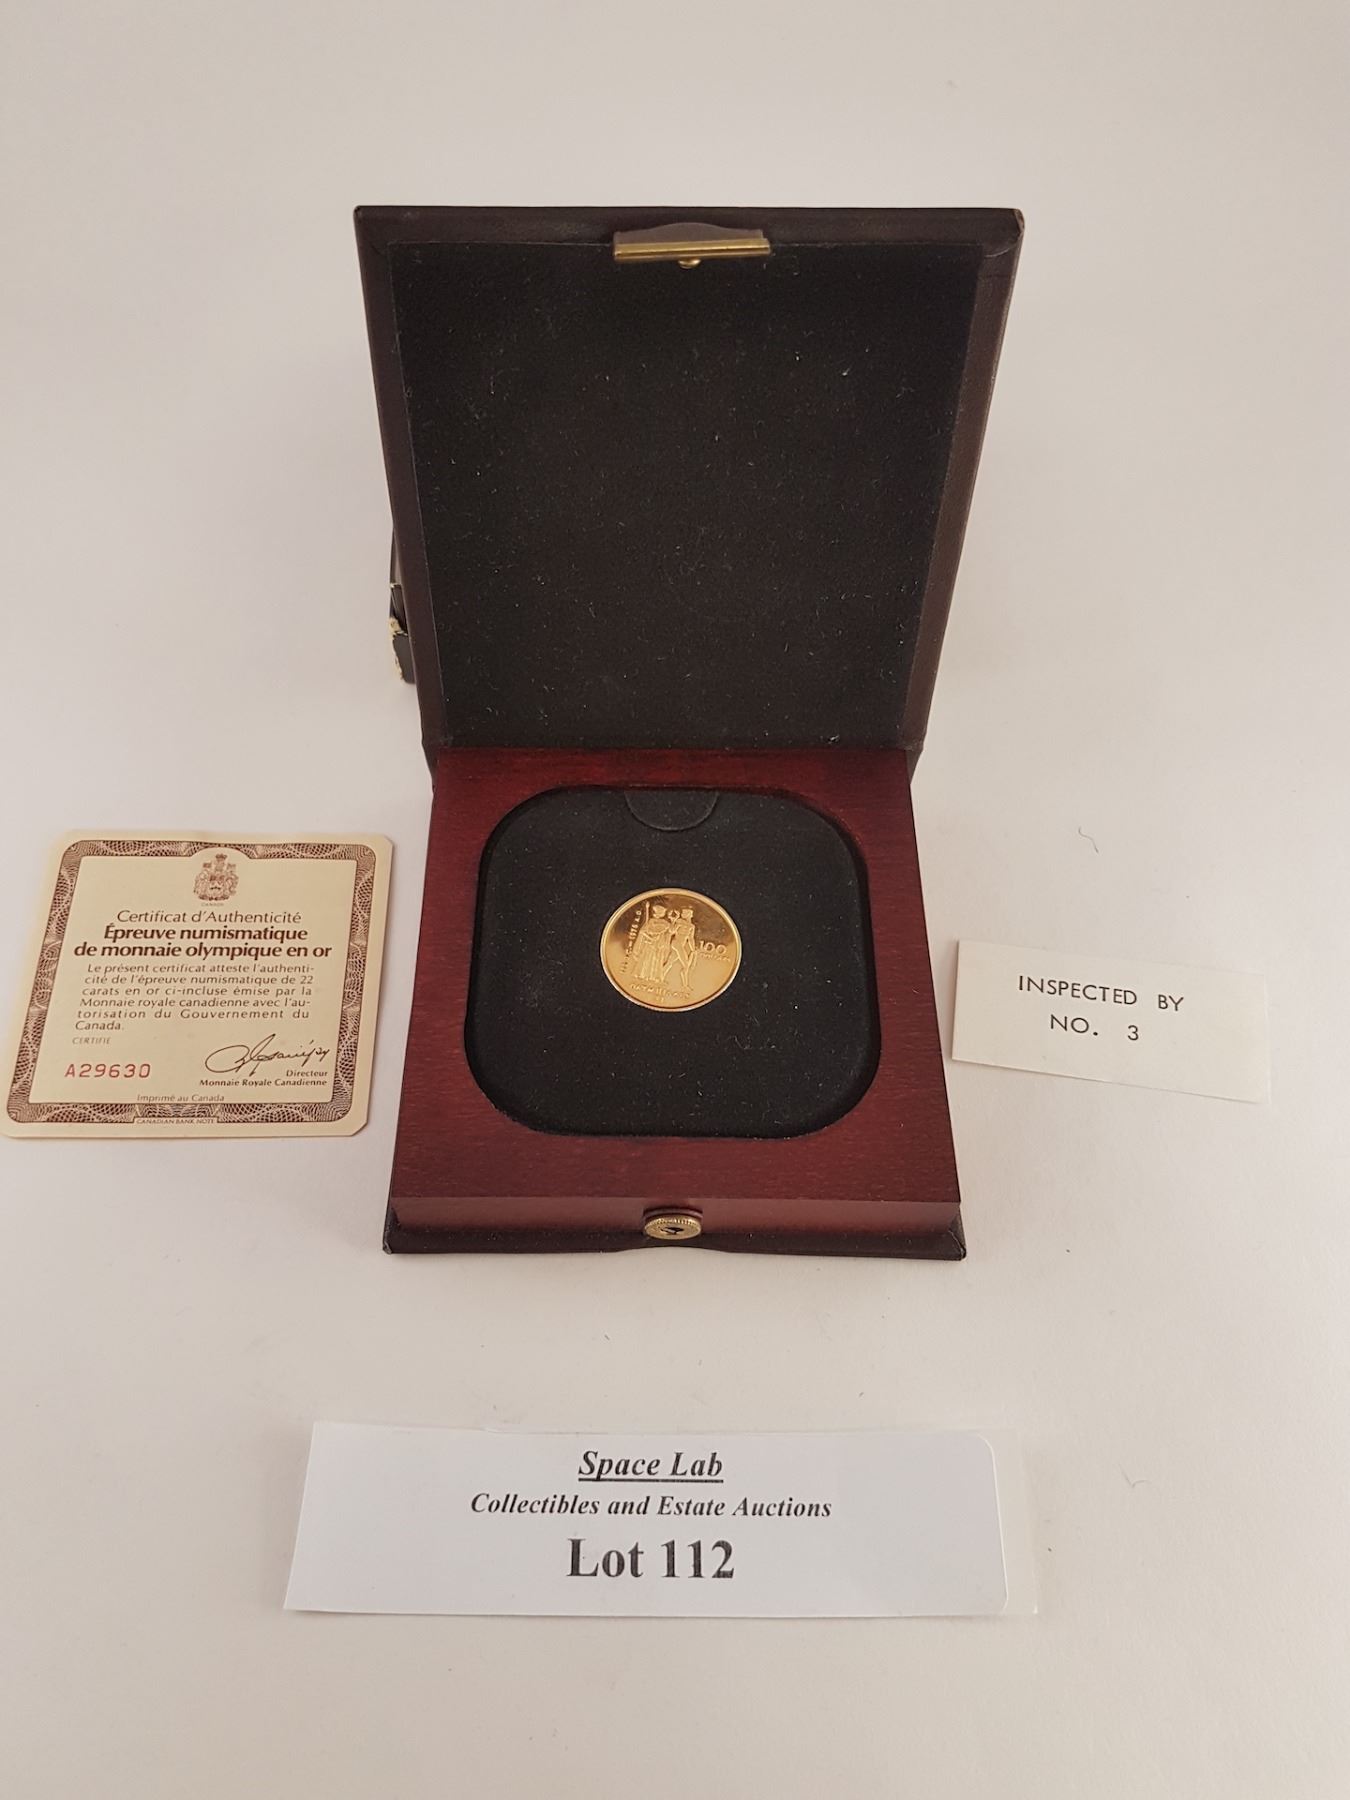 CANADA
Certificat d'Authenticité
Épreuve numismatique
de monnaie olympique en or
Le présent certificat atteste l'authenti-
cité de l'épreuve numismatique de 22
carats en or ci-incluse émise par la
Monnaie royale canadienne avec l'au-
torisation du Gouvernement du
Canada.
CERTIFIE
A29630
Directeur
Monnaie Royale Canadienne
Imprimé au Canada
CANADIAN BANK NOTE
100
INSPECTED BY
NO. 3
Space Lab
Collectibles and Estate Auctions
Lot 112